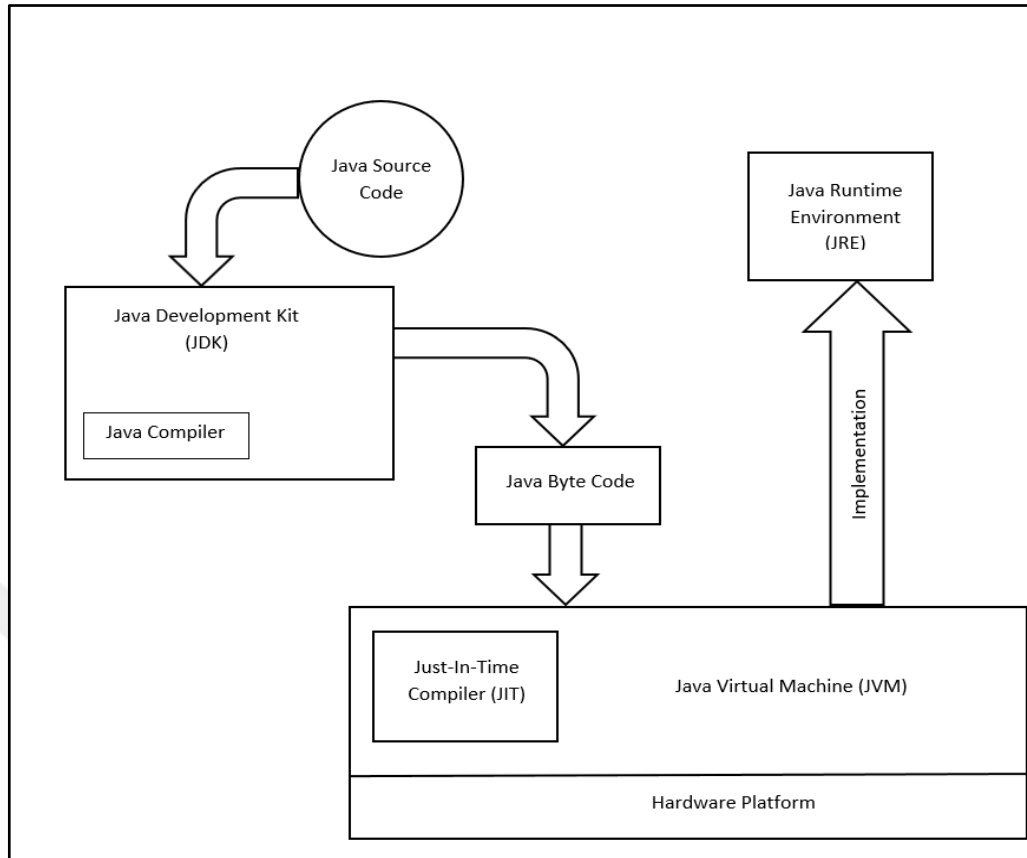 Java Source
Code
Java Runtime
Environment
(JRE)
Java Development Kit
(JDK)
Java Compiler
Java Byte Code
Implementation
Just-In-Time
Compiler (JIT)
Java Virtual Machine (JVM)
Hardware Platform